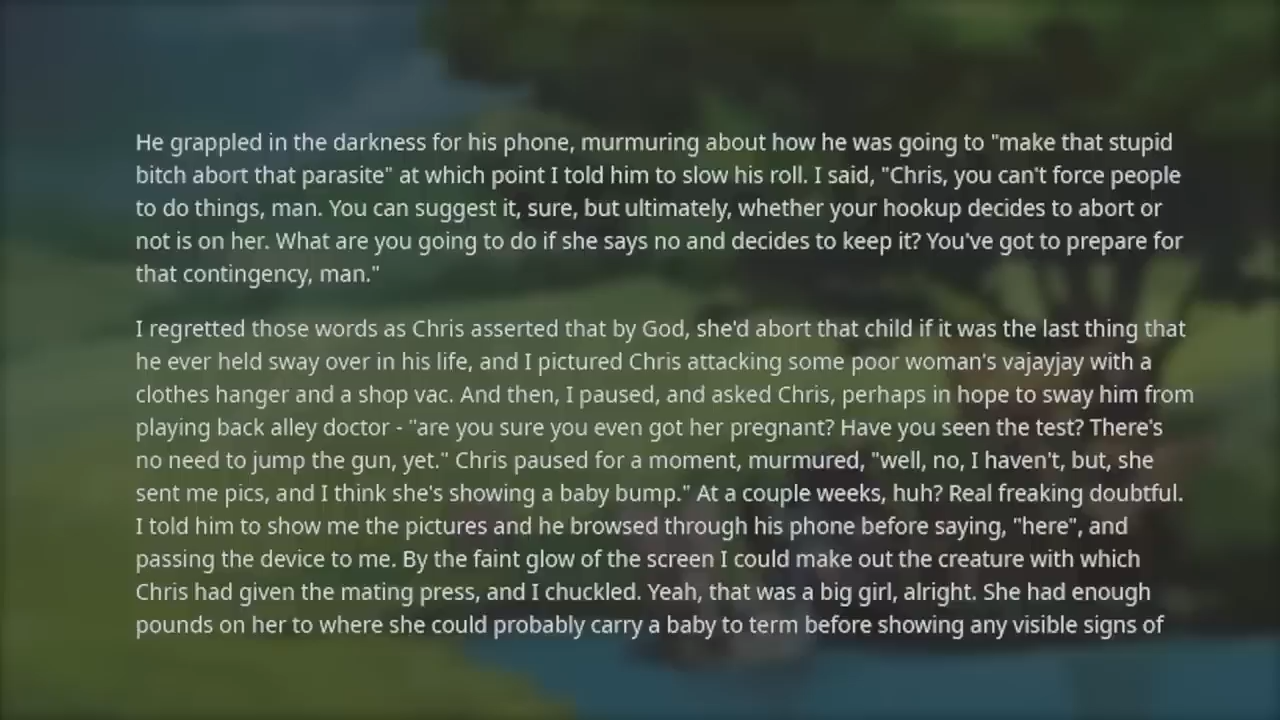 He grappled in the darkness for his phone, murmuring about how he was going to "make that stupid
bitch abort that parasite" at which point I told him to slow his roll. I said, "Chris, you can't force people
to do things, man. You can suggest it, sure, but ultimately, whether your hookup decides to abort or
not is on her. What are you going to do if she says no and decides to keep it? You've got to prepare for
that contingency, man."
I regretted those words as Chris asserted that by God, she'd abort that child if it was the last thing that
he ever held sway over in his life, and I pictured Chris attacking some poor woman's vajayjay with a
clothes hanger and a shop vac. And then, I paused, and asked Chris, perhaps in hope to sway him from
playing back alley doctor - "are you sure you even got her pregnant? Have you seen the test? There's
no need to jump the gun, yet." Chris paused for a moment, murmured, "well, no, I haven't, but, she
sent me pics, and I think she's showing a baby bump." At a couple weeks, huh? Real freaking doubtful.
I told him to show me the pictures and he browsed through his phone before saying, "here", and
passing the device to me. By the faint glow of the screen I could make out the creature with which
Chris had given the mating press, and I chuckled. Yeah, that was a big girl, alright. She had enough
pounds on her to where she could probably carry a baby to term before showing any visible signs of